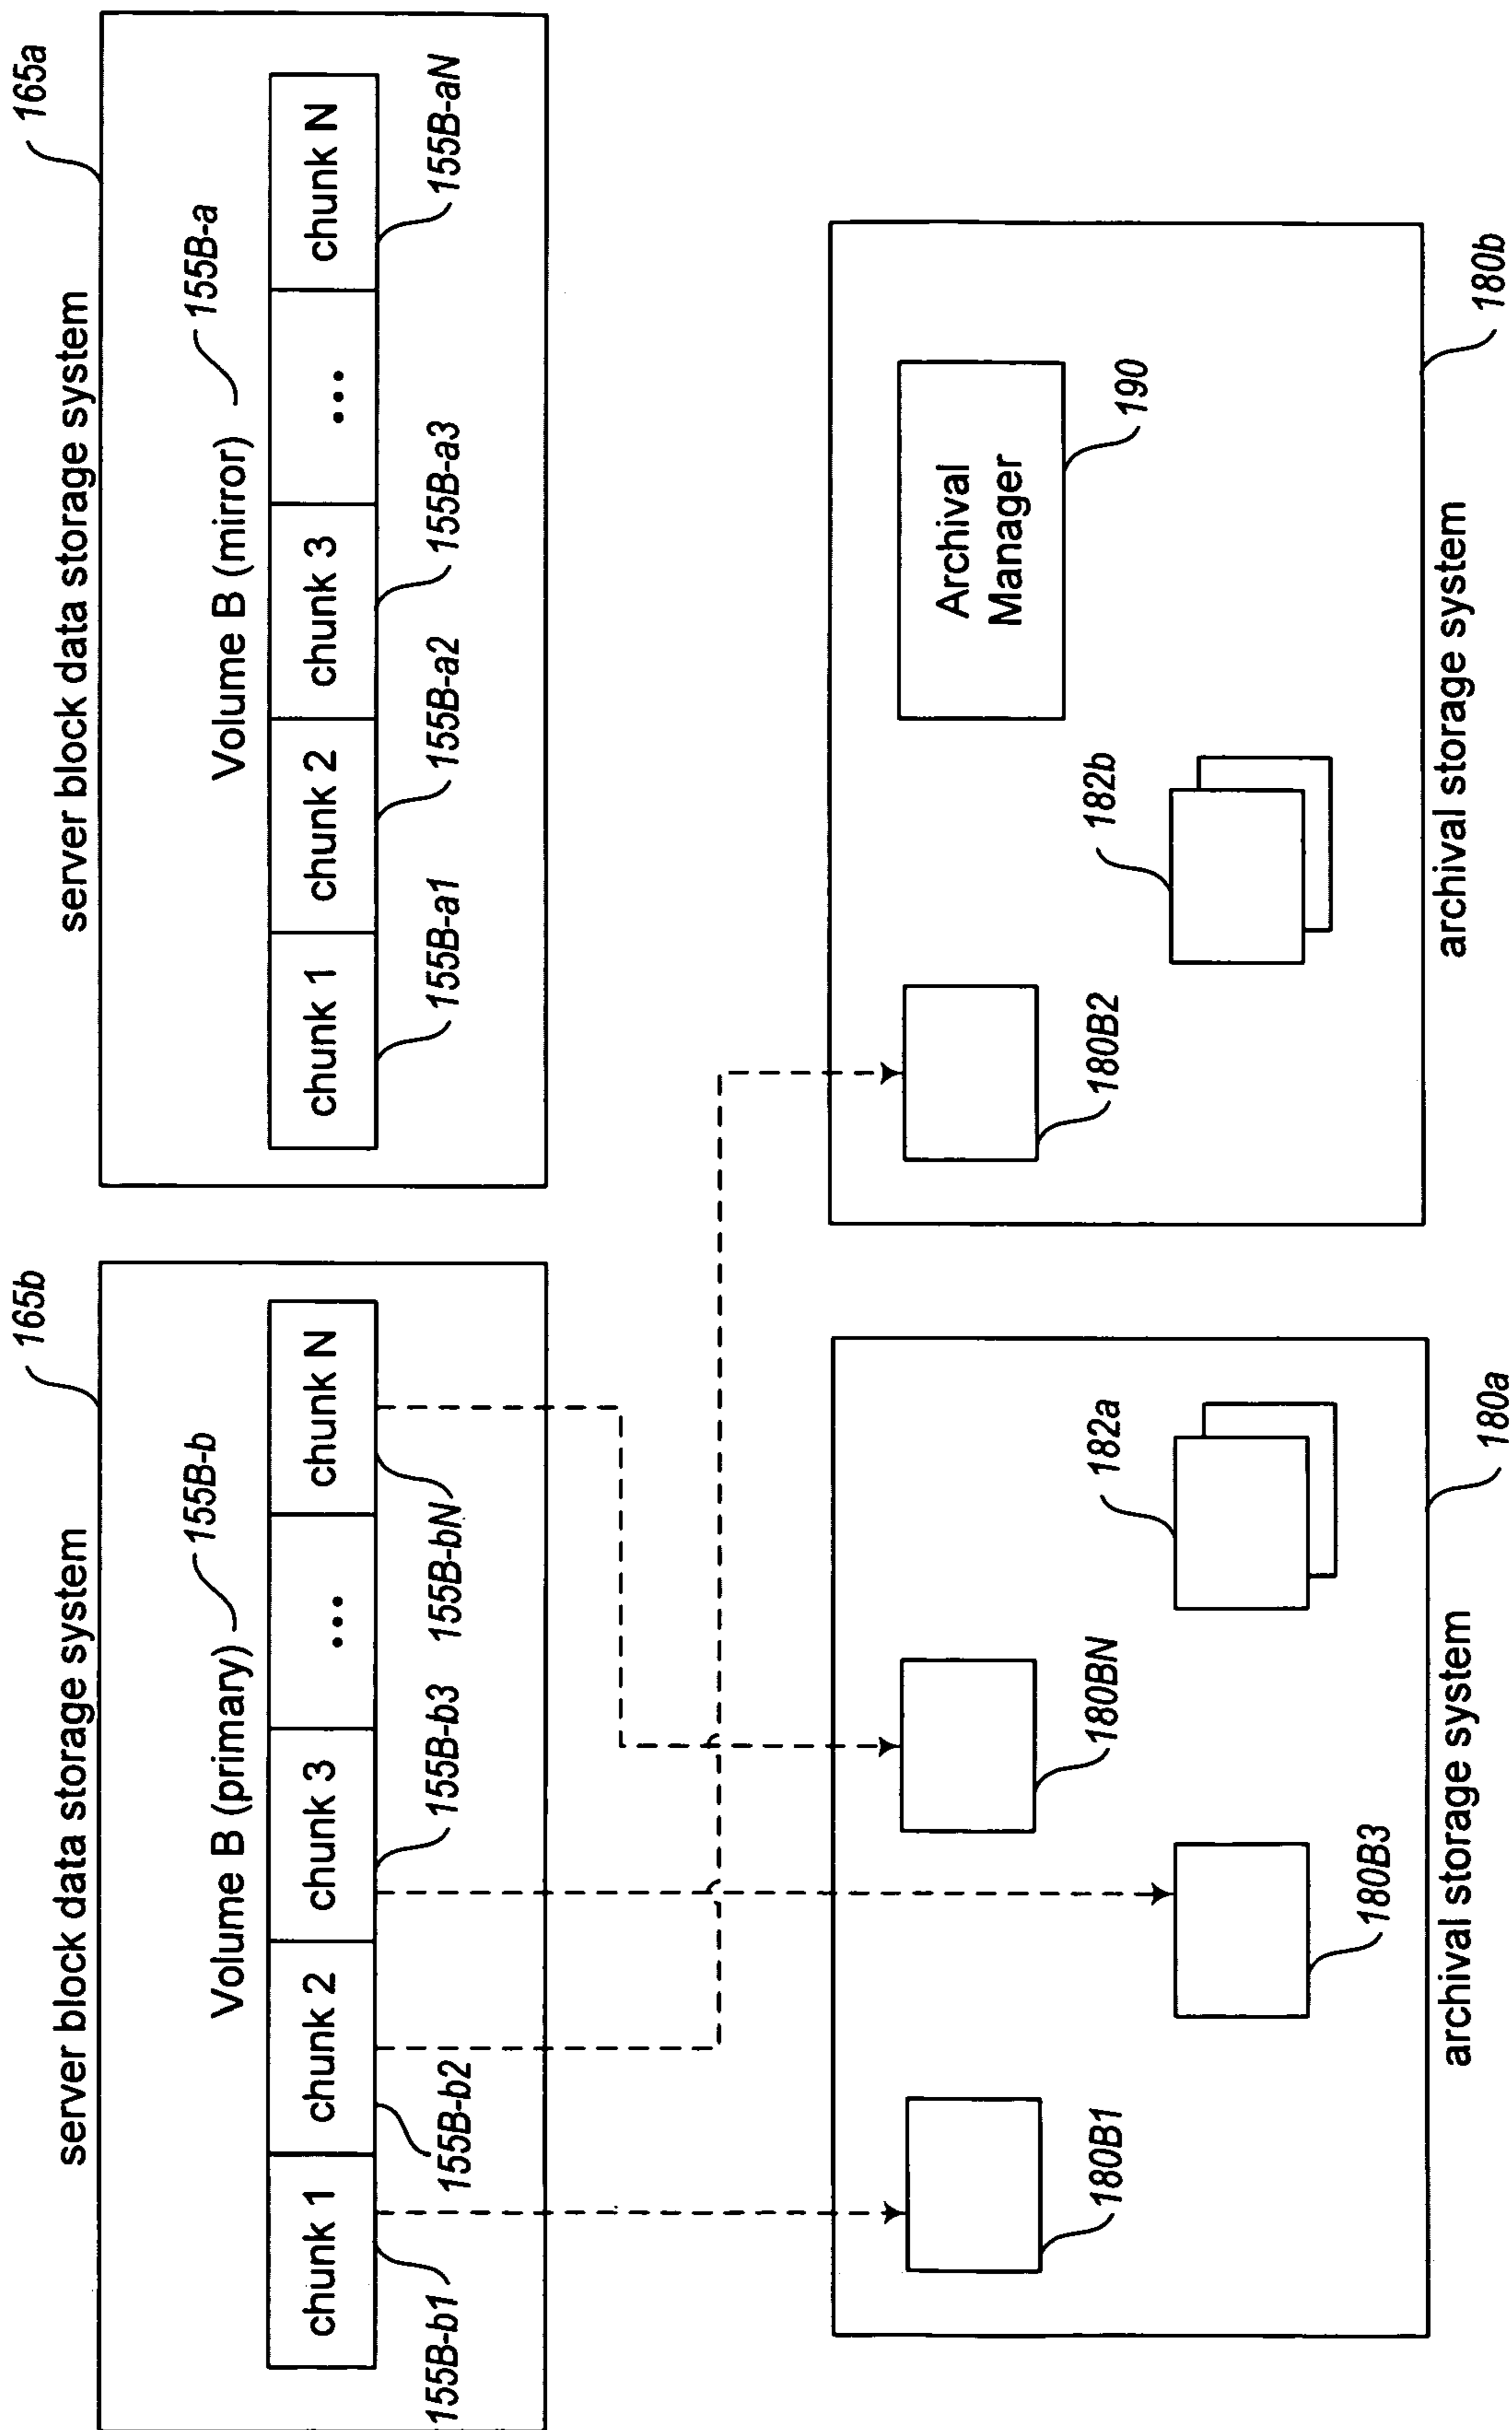 server block data storage system
165b
Volume B (primary)
155B-b
chunk 1
chunk 2
chunk 3
...
chunk N
155B-b1
155B-b2
155B-b3
155B-bN
server block data storage system
165a
Volume B (mirror)
155B-a
chunk 1
chunk 2
chunk 3
...
chunk N
155B-a1
155B-a2
155B-a3
155B-aN
180B1
180BN
180B3
182a
archival storage system
180a
180B2
Archival
Manager
190
182b
archival storage system
180b